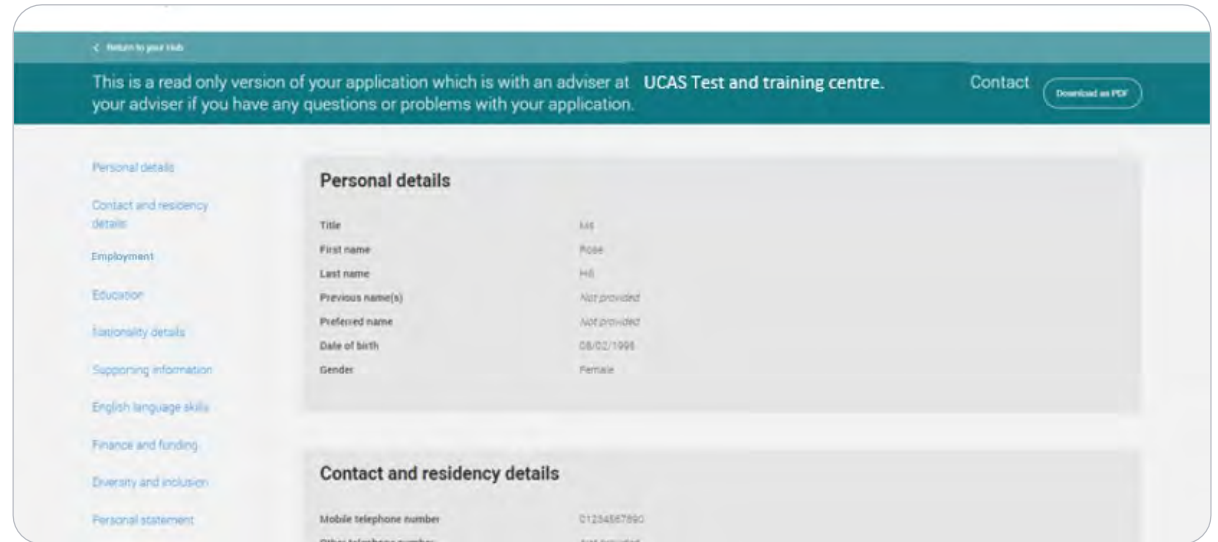 Return to your Hub
This is a read only version of your application which is with an adviser at UCAS Test and training centre. Contact
your adviser if you have any questions or problems with your application.
Download as PDF
Personal details
Contact and residency
details
Employment
Education
Nationality details
Supporting information
English language skills
Finance and funding
Diversity and inclusion
Personal statement
Personal details
Title Ms
First name Rose
Last name Hill
Previous name(s) Not provided
Preferred name Not provided
Date of birth 08/02/1998
Gender Female
Contact and residency details
Mobile telephone number 01234567890
Other telephone number Not provided